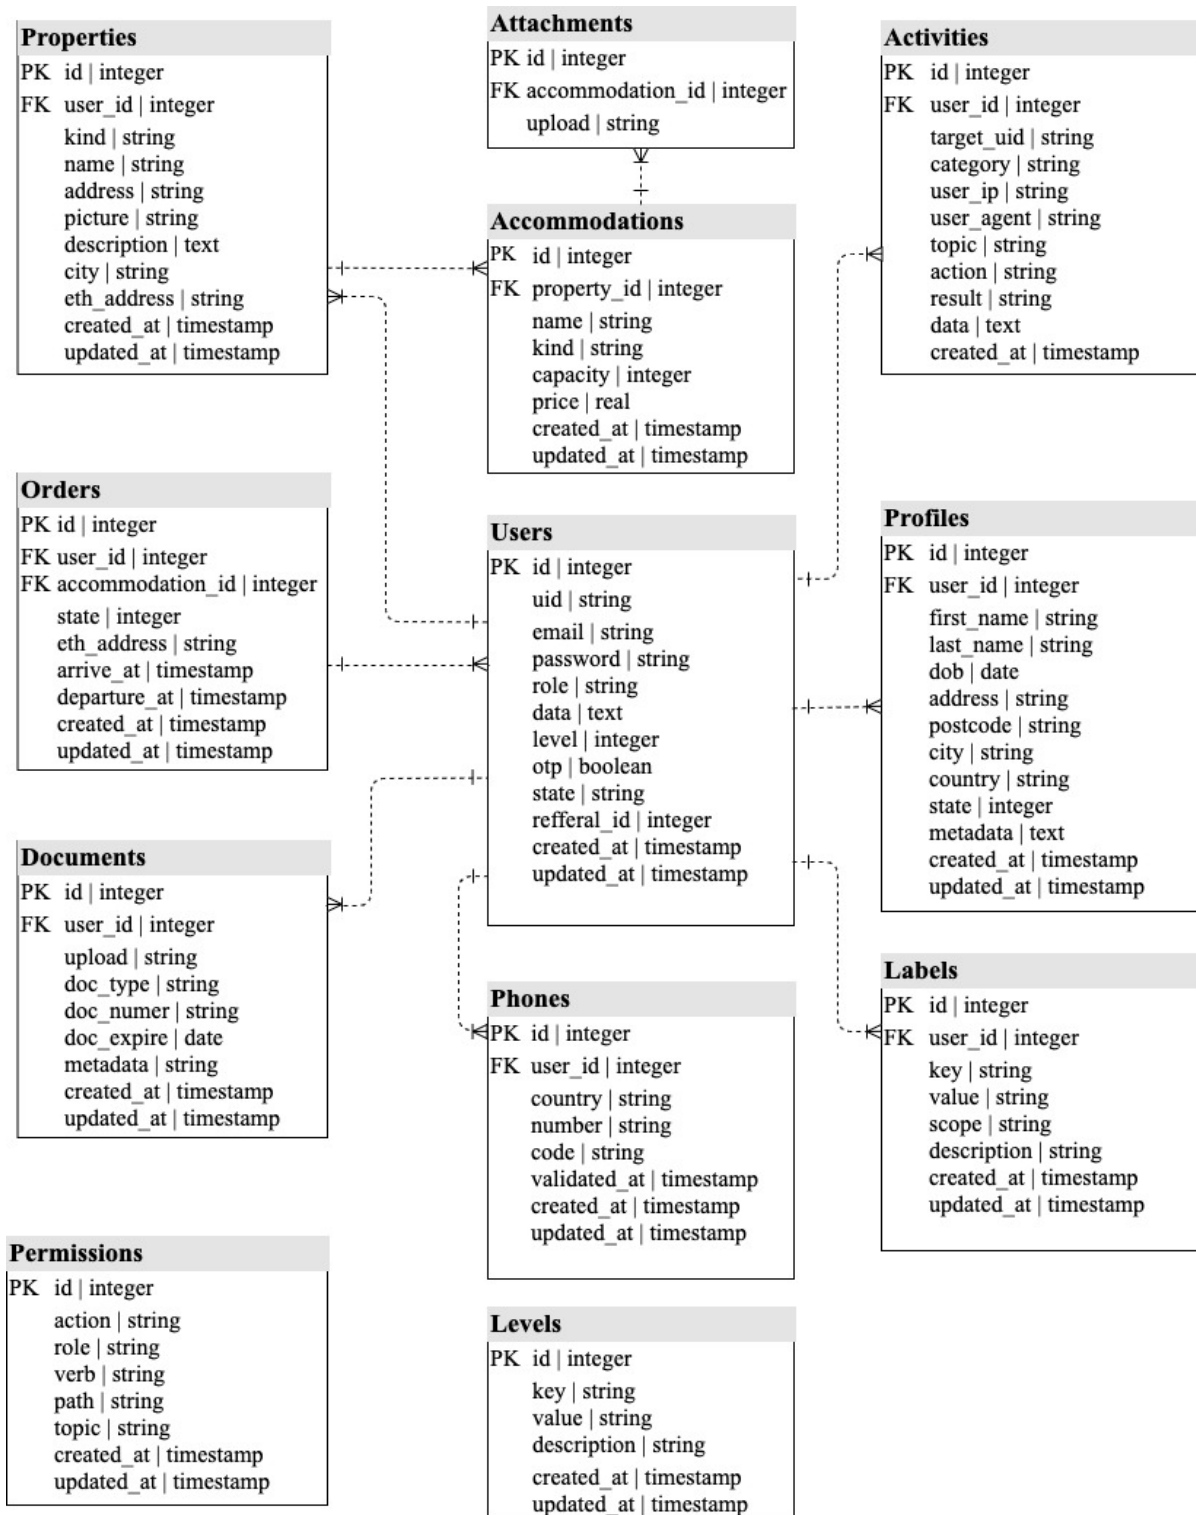 Properties
PK id | integer
FK user_id | integer
kind | string
name | string
address | string
picture | string
description | text
city | string
eth_address | string
created_at | timestamp
updated_at | timestamp
Attachments
PK id | integer
FK accommodation_id | integer
upload | string
Accommodations
PK id | integer
FK property_id | integer
name | string
kind | string
capacity | integer
price | real
created_at | timestamp
updated_at | timestamp
Activities
PK id | integer
FK user_id | integer
target_uid | string
category | string
user_ip | string
user_agent | string
topic | string
action | string
result | string
data | text
created_at | timestamp
Orders
PK id | integer
FK user_id | integer
FK accommodation_id | integer
state | integer
eth_address | string
arrive_at | timestamp
departure_at | timestamp
created_at | timestamp
updated_at | timestamp
Users
PK id | integer
uid | string
email | string
password | string
role | string
data | text
level | integer
otp | boolean
state | string
refferal_id | integer
created_at | timestamp
updated_at | timestamp
Profiles
PK id | integer
FK user_id | integer
first_name | string
last_name | string
dob | date
address | string
postcode | string
city | string
country | string
state | integer
metadata | text
created_at | timestamp
updated_at | timestamp
Documents
PK id | integer
FK user_id | integer
upload | string
doc_type | string
doc_numer | string
doc_expire | date
metadata | string
created_at | timestamp
updated_at | timestamp
Phones
PK id | integer
FK user_id | integer
country | string
number | string
code | string
validated_at | timestamp
created_at | timestamp
updated_at | timestamp
Labels
PK id | integer
FK user_id | integer
key | string
value | string
scope | string
description | string
created_at | timestamp
updated_at | timestamp
Permissions
PK id | integer
action | string
role | string
verb | string
path | string
topic | string
created_at | timestamp
updated_at | timestamp
Levels
PK id | integer
key | string
value | string
description | string
created_at | timestamp
updated_at | timestamp